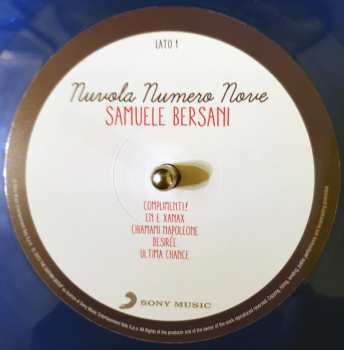 LATO 1
Nuvola Numero Nove
SAMUELE BERSANI
COMPLIMENTI!
EN E XANAX
CHIAMAMI NAPOLEONE
DESIRÉE
ULTIMA CHANCE
SONY MUSIC